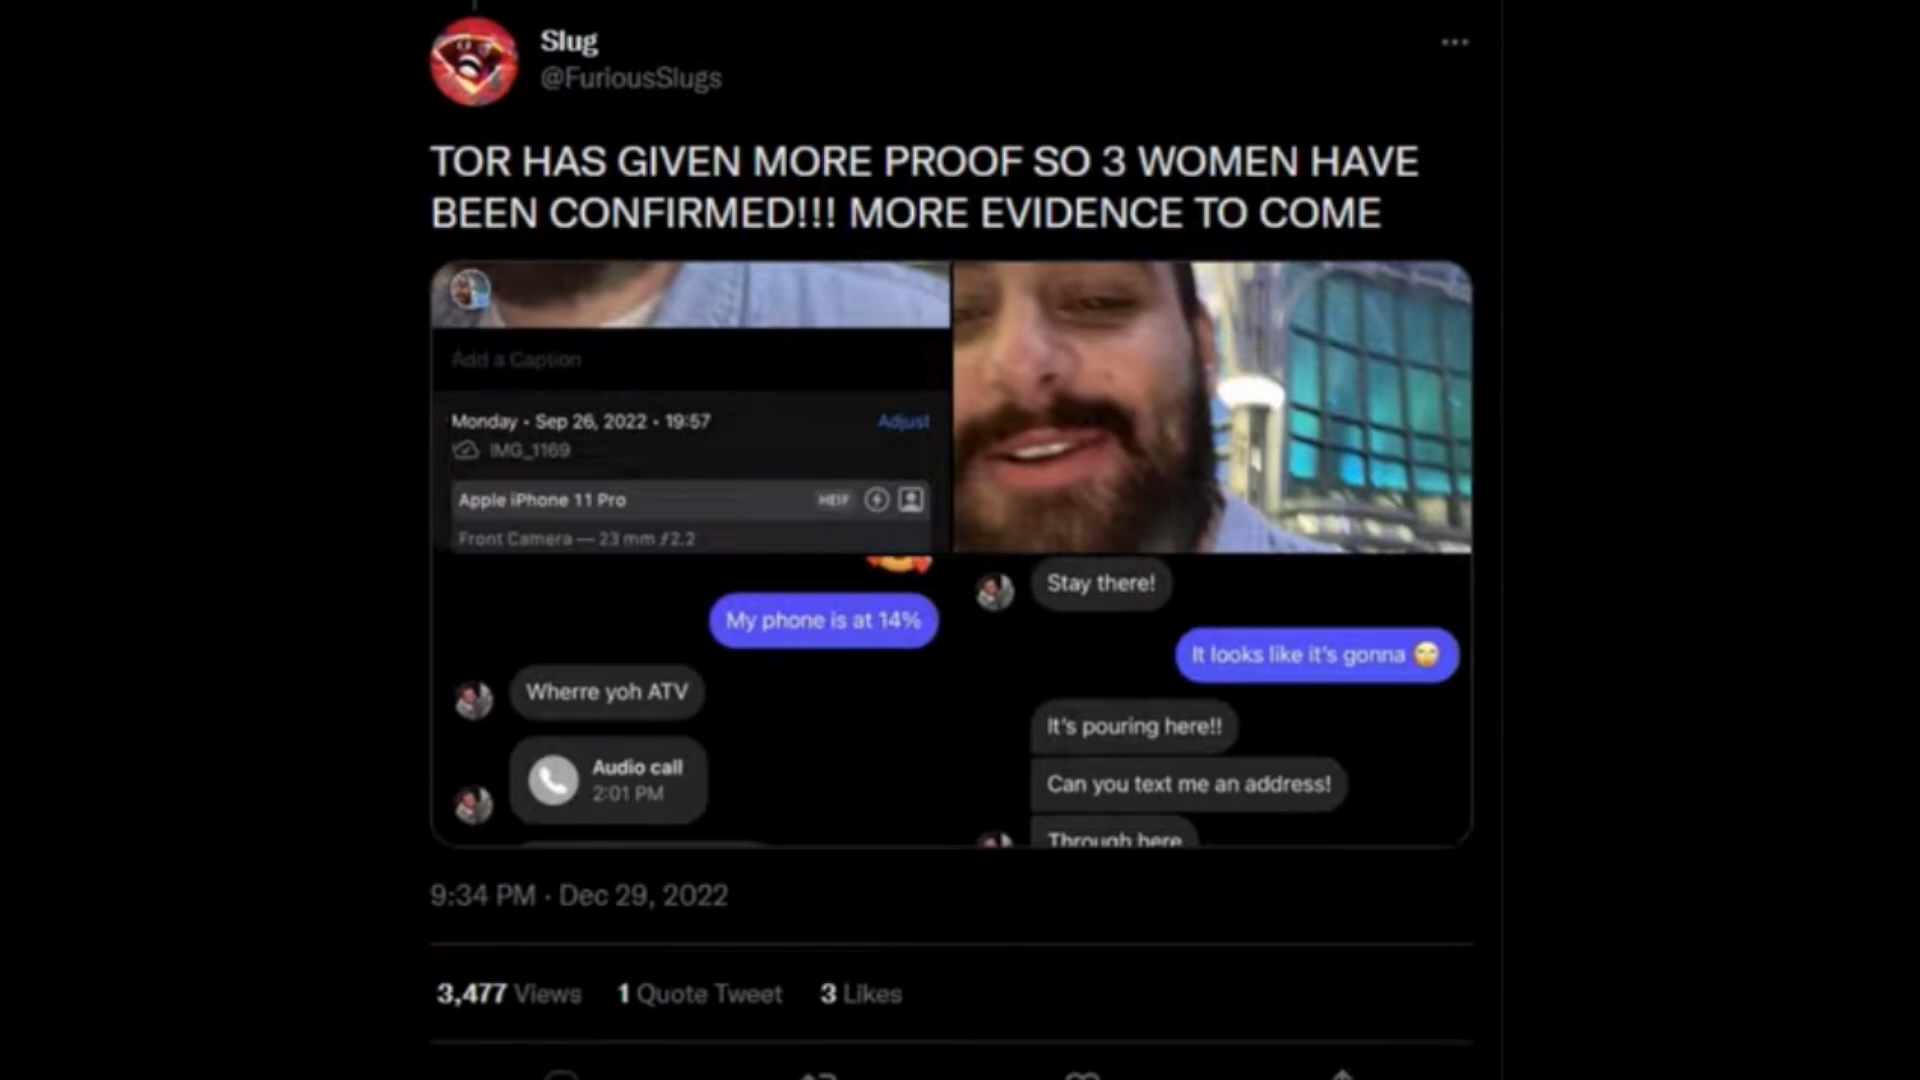 Slug
@FuriousSlugs
TOR HAS GIVEN MORE PROOF SO 3 WOMEN HAVE
BEEN CONFIRMED!!! MORE EVIDENCE TO COME
Add a Caption
Monday • Sep 26, 2022 • 19:57
Adjust
IMG_1169
Apple iPhone 11 Pro
HEIF
Front Camera — 23 mm ƒ2.2
My phone is at 14%
Wherre yoh ATV
Audio call
2:01 PM
Stay there!
It looks like it's gonna 🙄
It's pouring here!!
Can you text me an address!
Through here
9:34 PM · Dec 29, 2022
3,477 Views 1 Quote Tweet 3 Likes